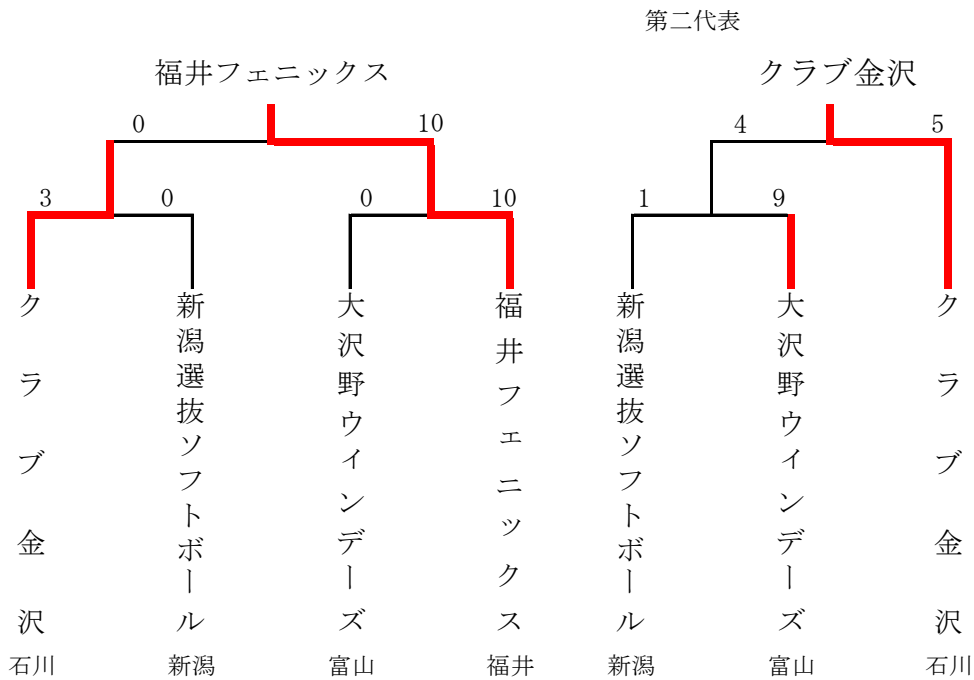 第二代表
福井フェニックス
クラブ金沢
0
10
4
5
3
0
0
10
1
9
クラブ金沢
新潟選抜ソフトボール
大沢野ウィンデーズ
福井フェニックス
新潟選抜ソフトボール
大沢野ウィンデーズ
クラブ金沢
石川
新潟
富山
福井
新潟
富山
石川